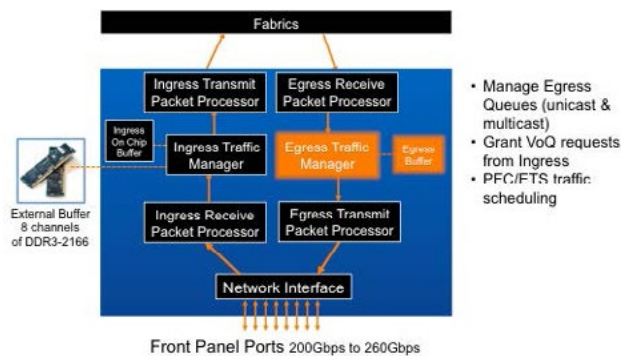 Fabrics
Ingress Transmit
Packet Processor
Egress Receive
Packet Processor
Ingress
On Chip
Buffer
Ingress Traffic
Manager
Egress Traffic
Manager
Egress
Buffer
External Buffer
8 channels
of DDR3-2166
Ingress Receive
Packet Processor
Egress Transmit
Packet Processor
Network Interface
Front Panel Ports 200Gbps to 260Gbps
• Manage Egress
Queues (unicast &
multicast)
• Grant VoQ requests
from Ingress
• PFC/ETS traffic
scheduling